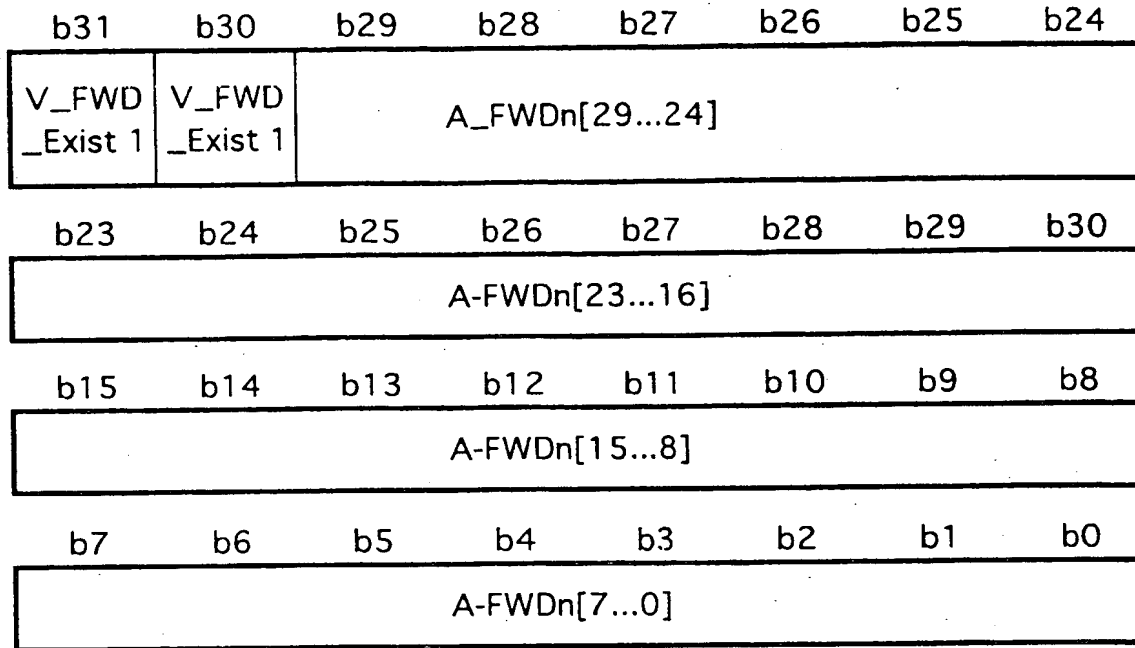 b31 b30 b29 b28 b27 b26 b25 b24
V_FWD _Exist 1 V_FWD _Exist 1 A_FWDn[29...24]
b23 b24 b25 b26 b27 b28 b29 b30
A-FWDn[23...16]
b15 b14 b13 b12 b11 b10 b9 b8
A-FWDn[15...8]
b7 b6 b5 b4 b3 b2 b1 b0
A-FWDn[7...0]